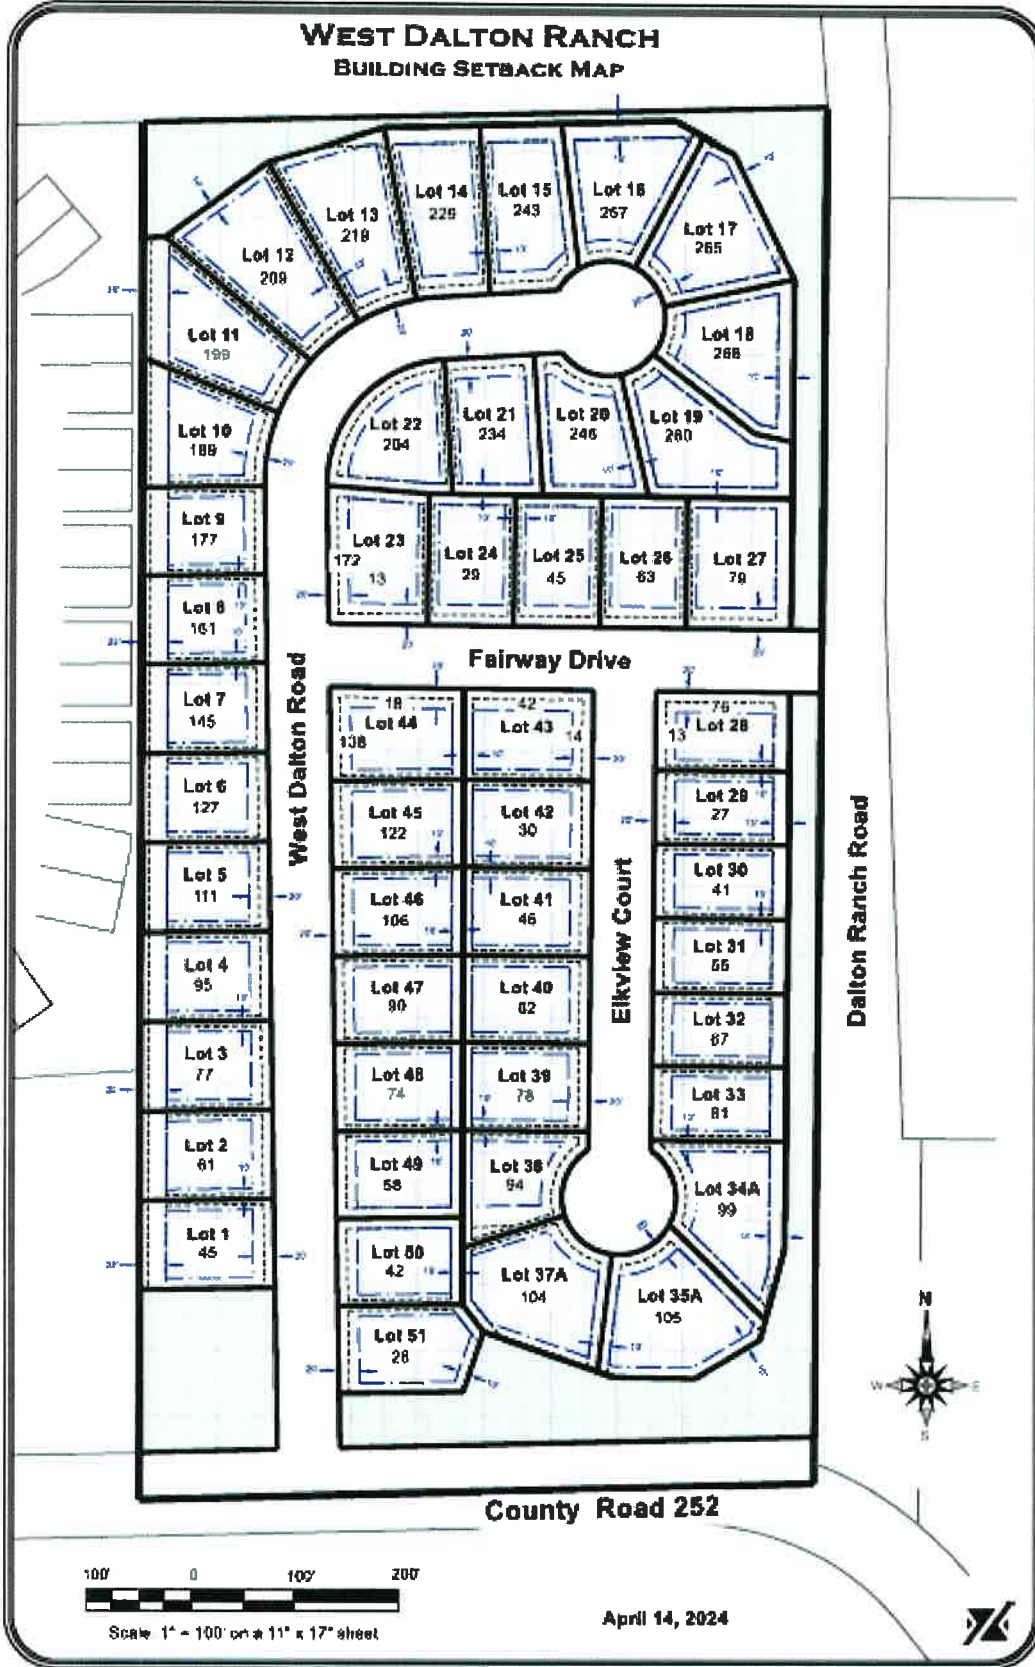 WEST DALTON RANCH
BUILDING SETBACK MAP
Lot 14
229
Lot 15
243
Lot 16
257
Lot 13
219
Lot 17
265
Lot 12
209
Lot 11
199
Lot 18
268
Lot 10
189
Lot 22
204
Lot 21
234
Lot 20
246
Lot 19
260
Lot 9
177
Lot 23
172
13
Lot 24
29
Lot 25
45
Lot 26
63
Lot 27
79
Lot 8
161
Fairway Drive
West Dalton Road
Lot 7
145
18
Lot 44
138
42
Lot 43
14
76
13
Lot 28
Lot 6
127
Lot 45
122
Lot 42
30
Lot 29
27
Lot 5
111
Lot 46
106
Lot 41
46
Lot 30
41
Elkview Court
Dalton Ranch Road
Lot 4
95
Lot 47
90
Lot 40
62
Lot 31
55
Lot 32
67
Lot 3
77
Lot 48
74
Lot 39
78
Lot 33
81
Lot 2
61
Lot 49
58
Lot 38
94
Lot 34A
99
Lot 1
45
Lot 50
42
Lot 37A
104
Lot 35A
105
Lot 51
26
N
W
E
S
County Road 252
100'
0
100'
200'
Scale 1" = 100' on a 11" x 17" sheet
April 14, 2024